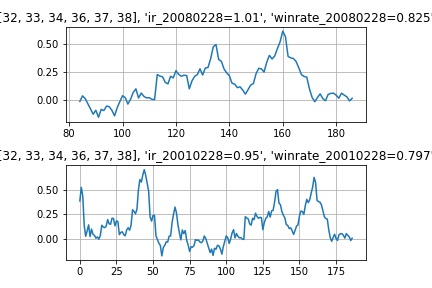 [32, 33, 34, 36, 37, 38], 'ir_20080228=1.01', 'winrate_20080228=0.825'
0.50
0.25
0.00
80 100 120 140 160 180
[32, 33, 34, 36, 37, 38], 'ir_20010228=0.95', 'winrate_20010228=0.797'
0.50
0.25
0.00
0 25 50 75 100 125 150 175